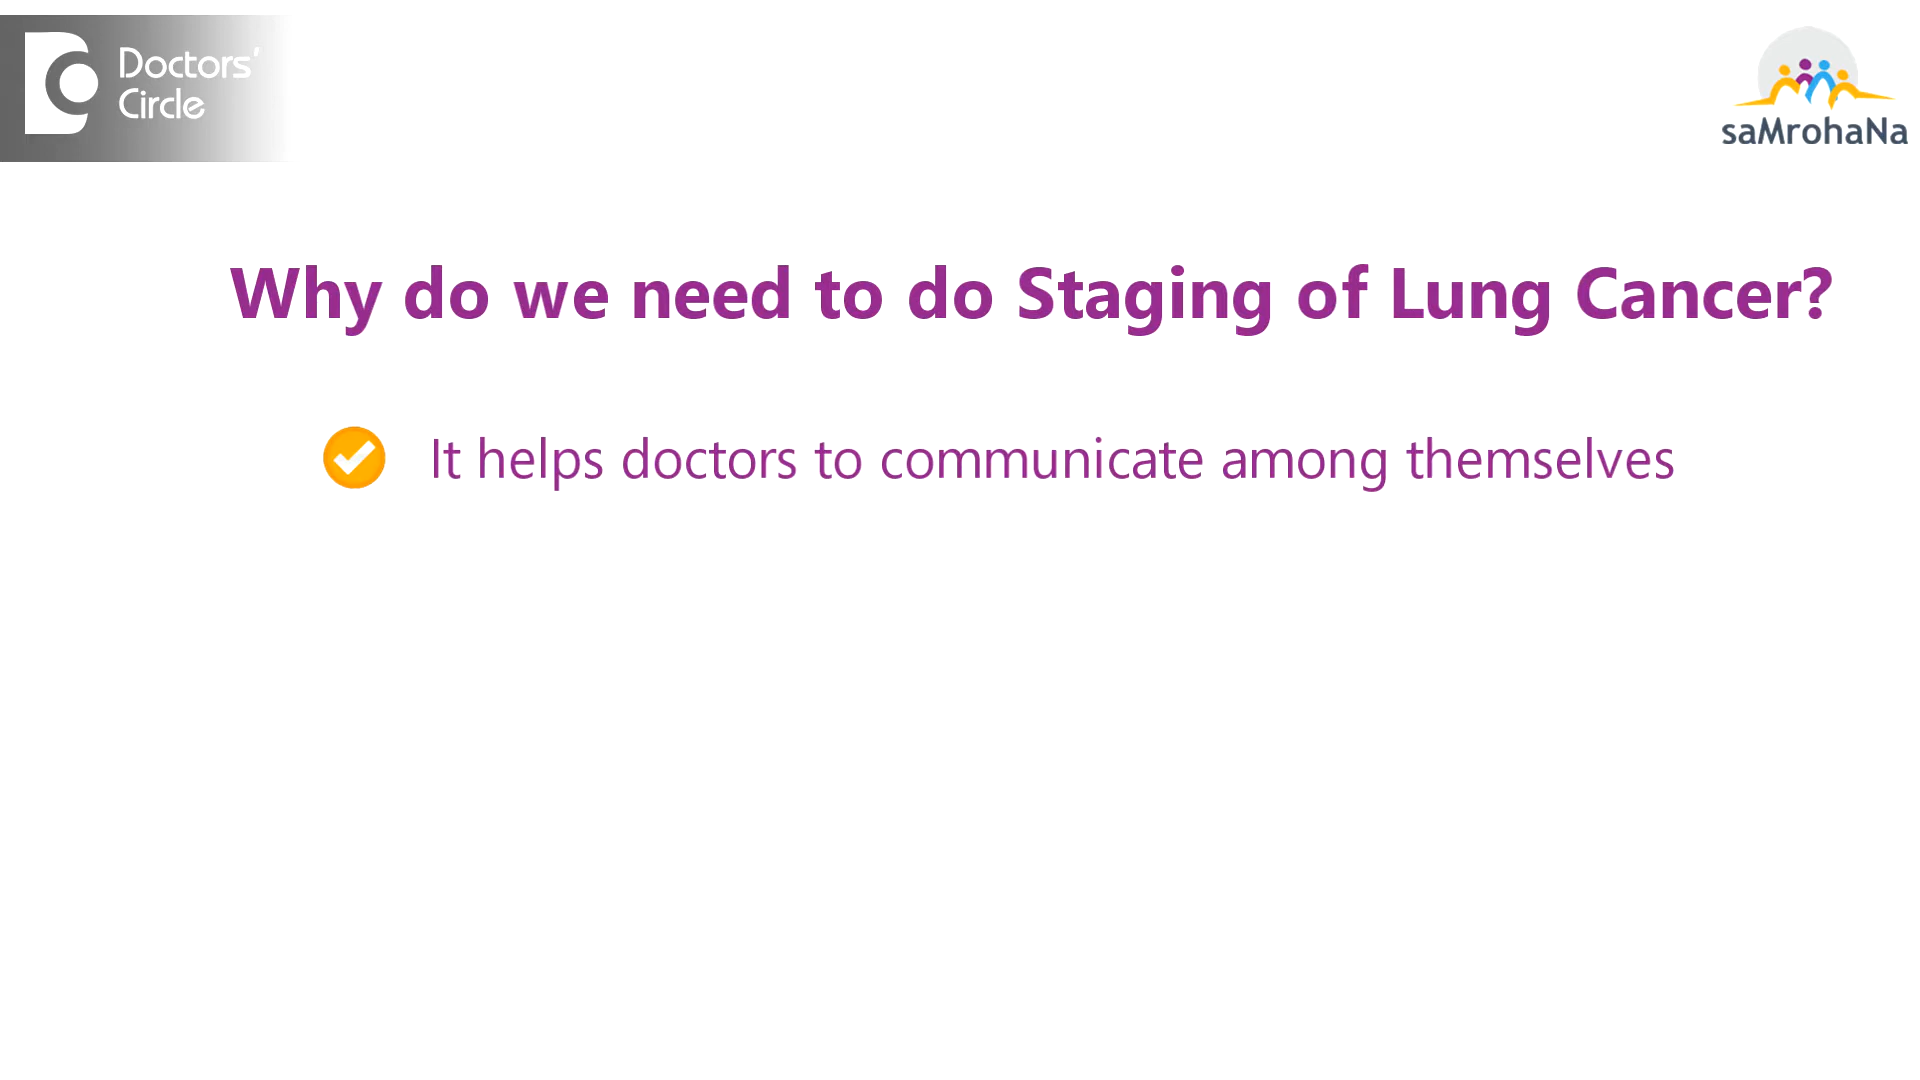 Doctors'
Circle
saMrohaNa
Why do we need to do Staging of Lung Cancer?
It helps doctors to communicate among themselves